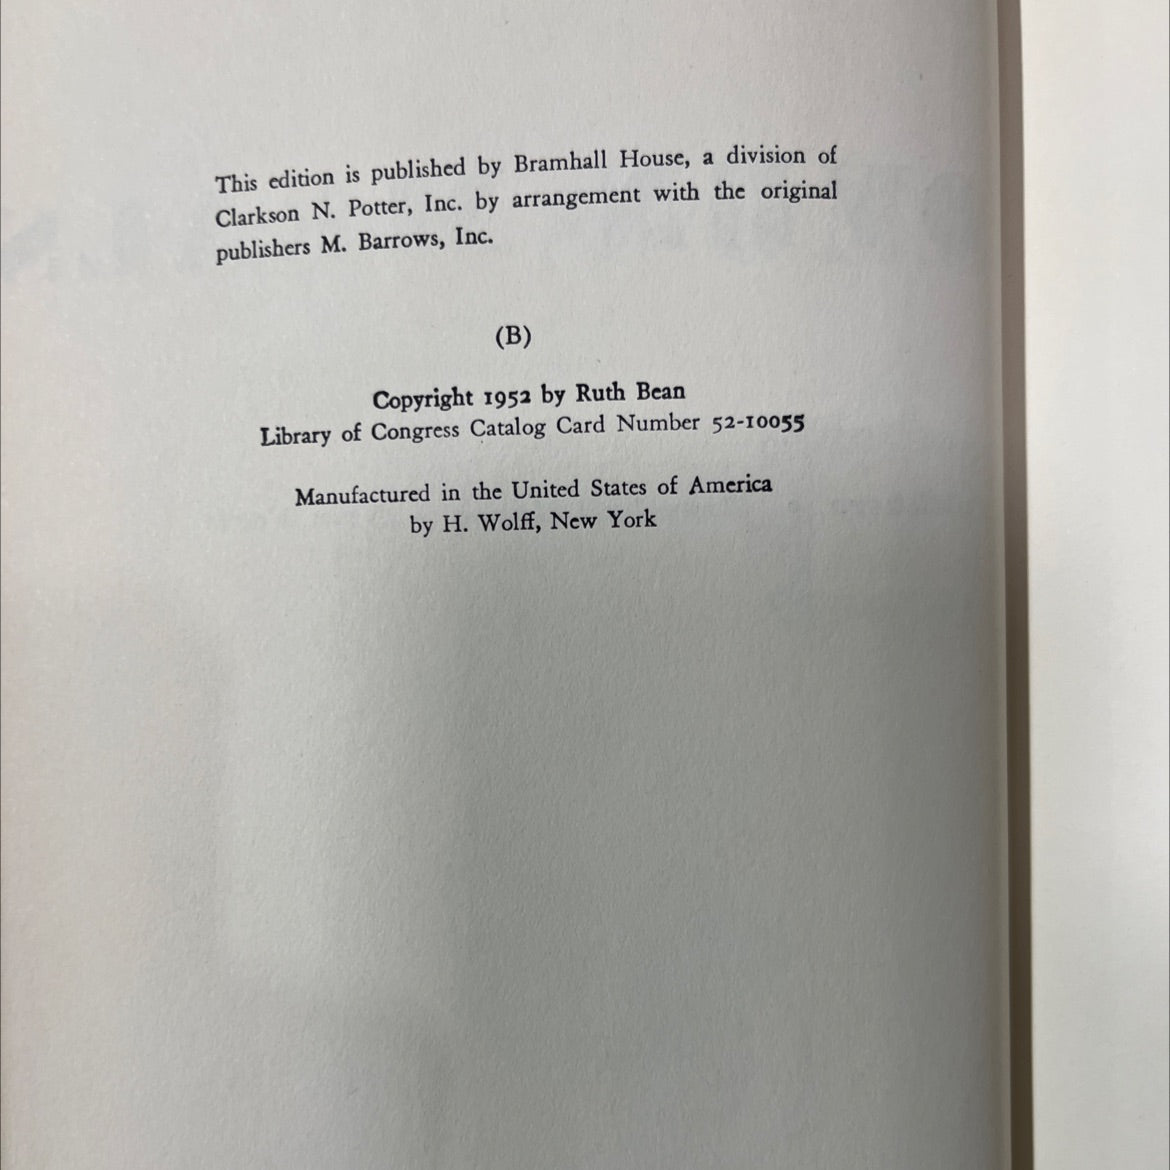 This edition is published by Bramhall House, a division of
Clarkson N. Potter, Inc. by arrangement with the original
publishers M. Barrows, Inc.
(B)
Copyright 1952 by Ruth Bean
Library of Congress Catalog Card Number 52-10055
Manufactured in the United States of America
by H. Wolff, New York